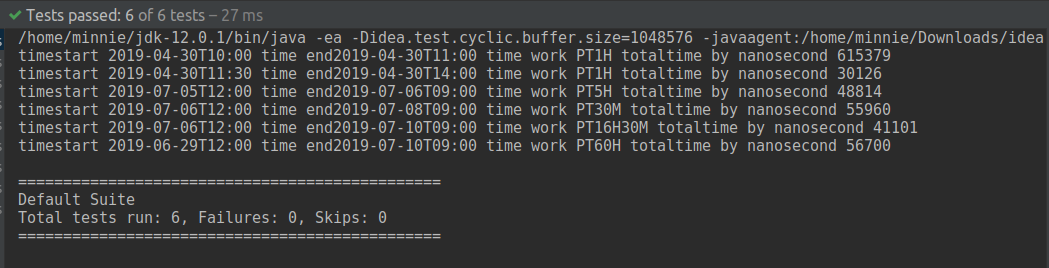 Tests passed: 6 of 6 tests – 27 ms
/home/minnie/jdk-12.0.1/bin/java -ea -Didea.test.cyclic.buffer.size=1048576 -javaagent:/home/minnie/Downloads/idea
timestart 2019-04-30T10:00 time end2019-04-30T11:00 time work PT1H totaltime by nanosecond 615379
timestart 2019-04-30T11:30 time end2019-04-30T14:00 time work PT1H totaltime by nanosecond 30126
timestart 2019-07-05T12:00 time end2019-07-06T09:00 time work PT5H totaltime by nanosecond 48814
timestart 2019-07-06T12:00 time end2019-07-08T09:00 time work PT30M totaltime by nanosecond 55960
timestart 2019-07-06T12:00 time end2019-07-10T09:00 time work PT16H30M totaltime by nanosecond 41101
timestart 2019-06-29T12:00 time end2019-07-10T09:00 time work PT60H totaltime by nanosecond 56700
===============================================
Default Suite
Total tests run: 6, Failures: 0, Skips: 0
===============================================